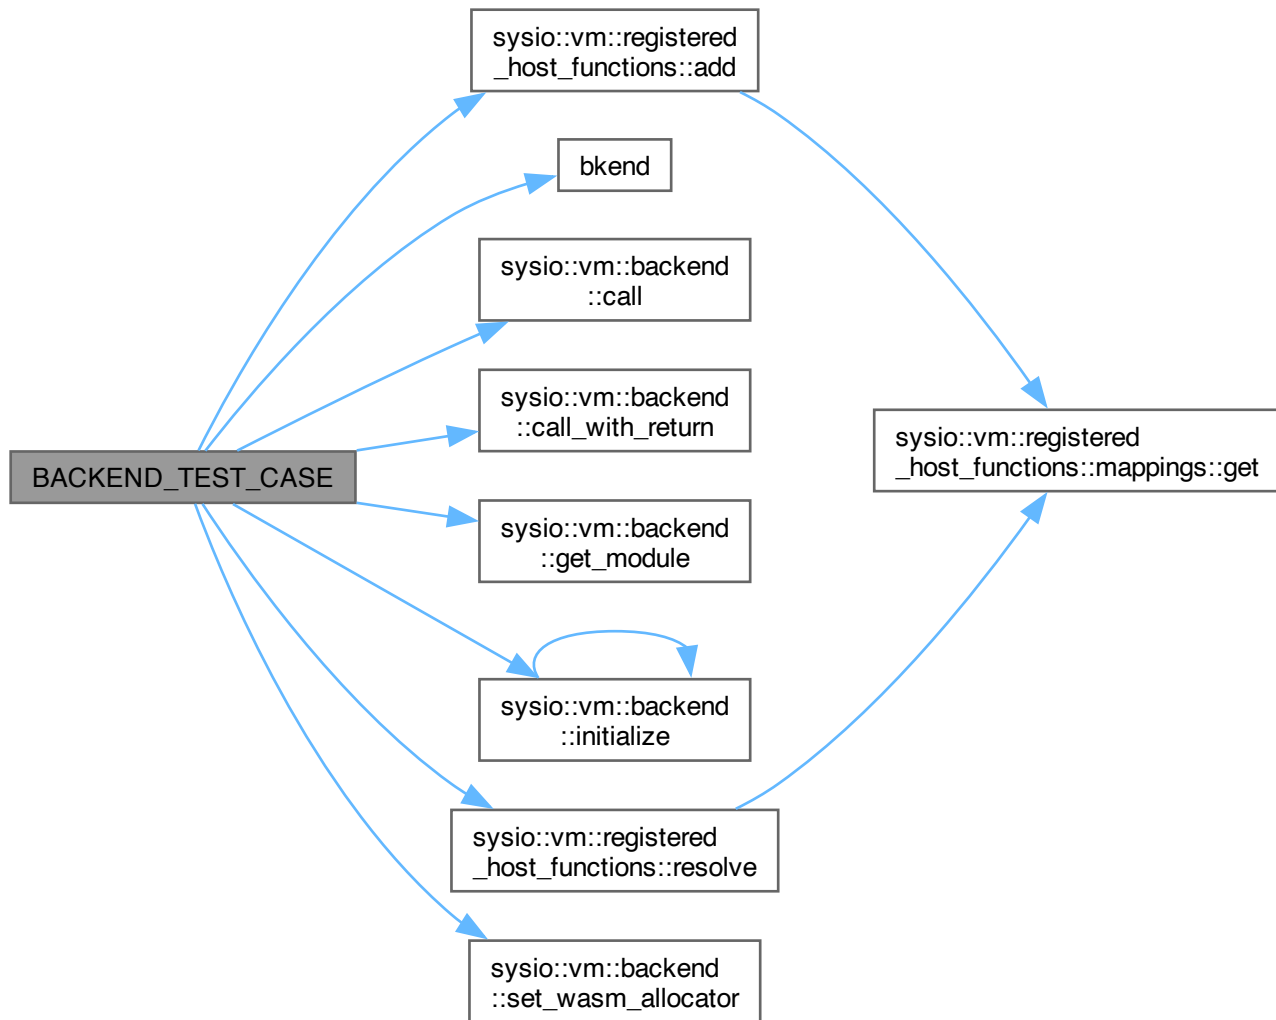 sysio::vm::registered
_host_functions::add
bkend
sysio::vm::backend
::call
sysio::vm::backend
::call_with_return
BACKEND_TEST_CASE
sysio::vm::registered
_host_functions::mappings::get
sysio::vm::backend
::get_module
sysio::vm::backend
::initialize
sysio::vm::registered
_host_functions::resolve
sysio::vm::backend
::set_wasm_allocator